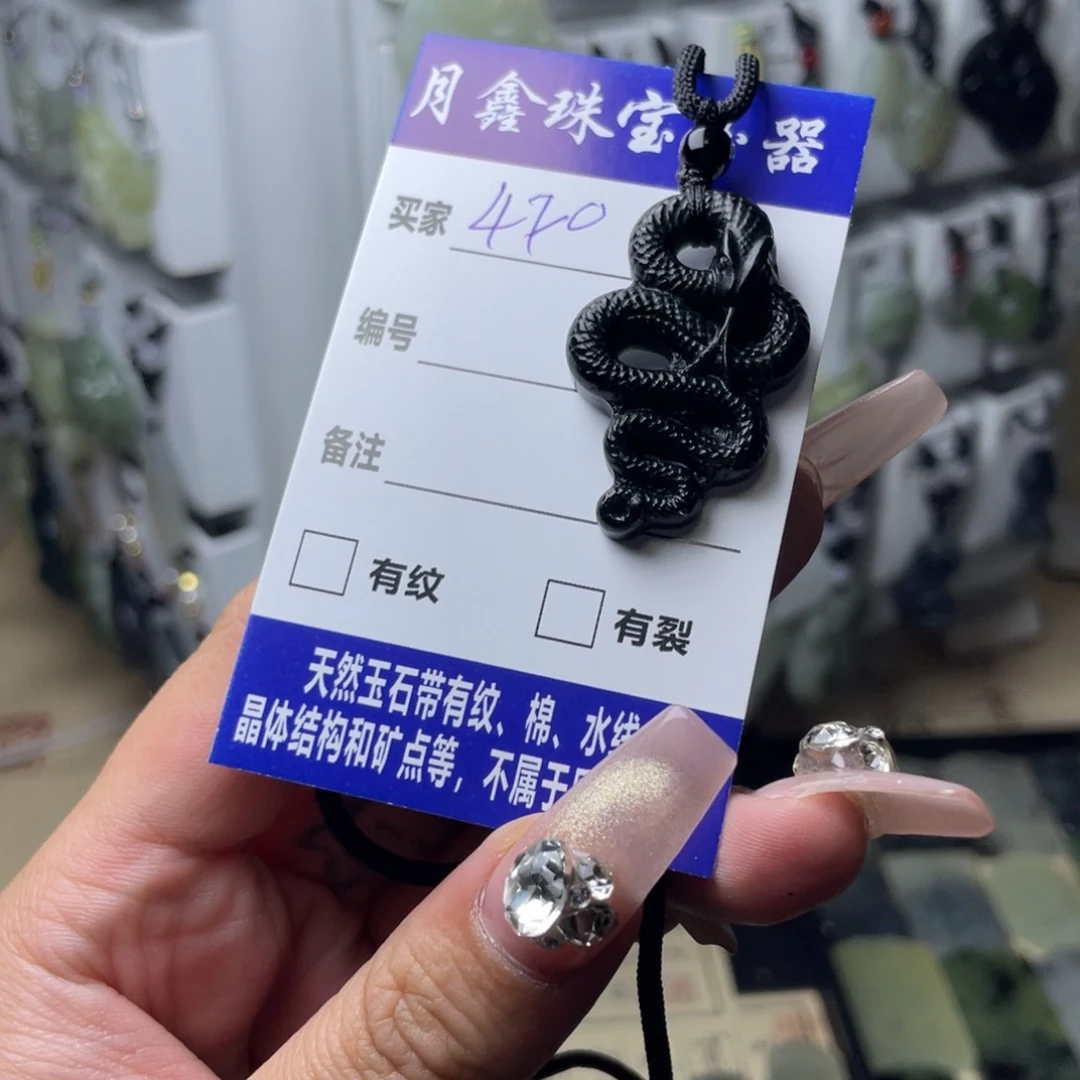 月鑫珠宝 器
买家 470
编号
备注
有纹 有裂
天然玉石带有纹、棉、水线
晶体结构和矿点等，不属于